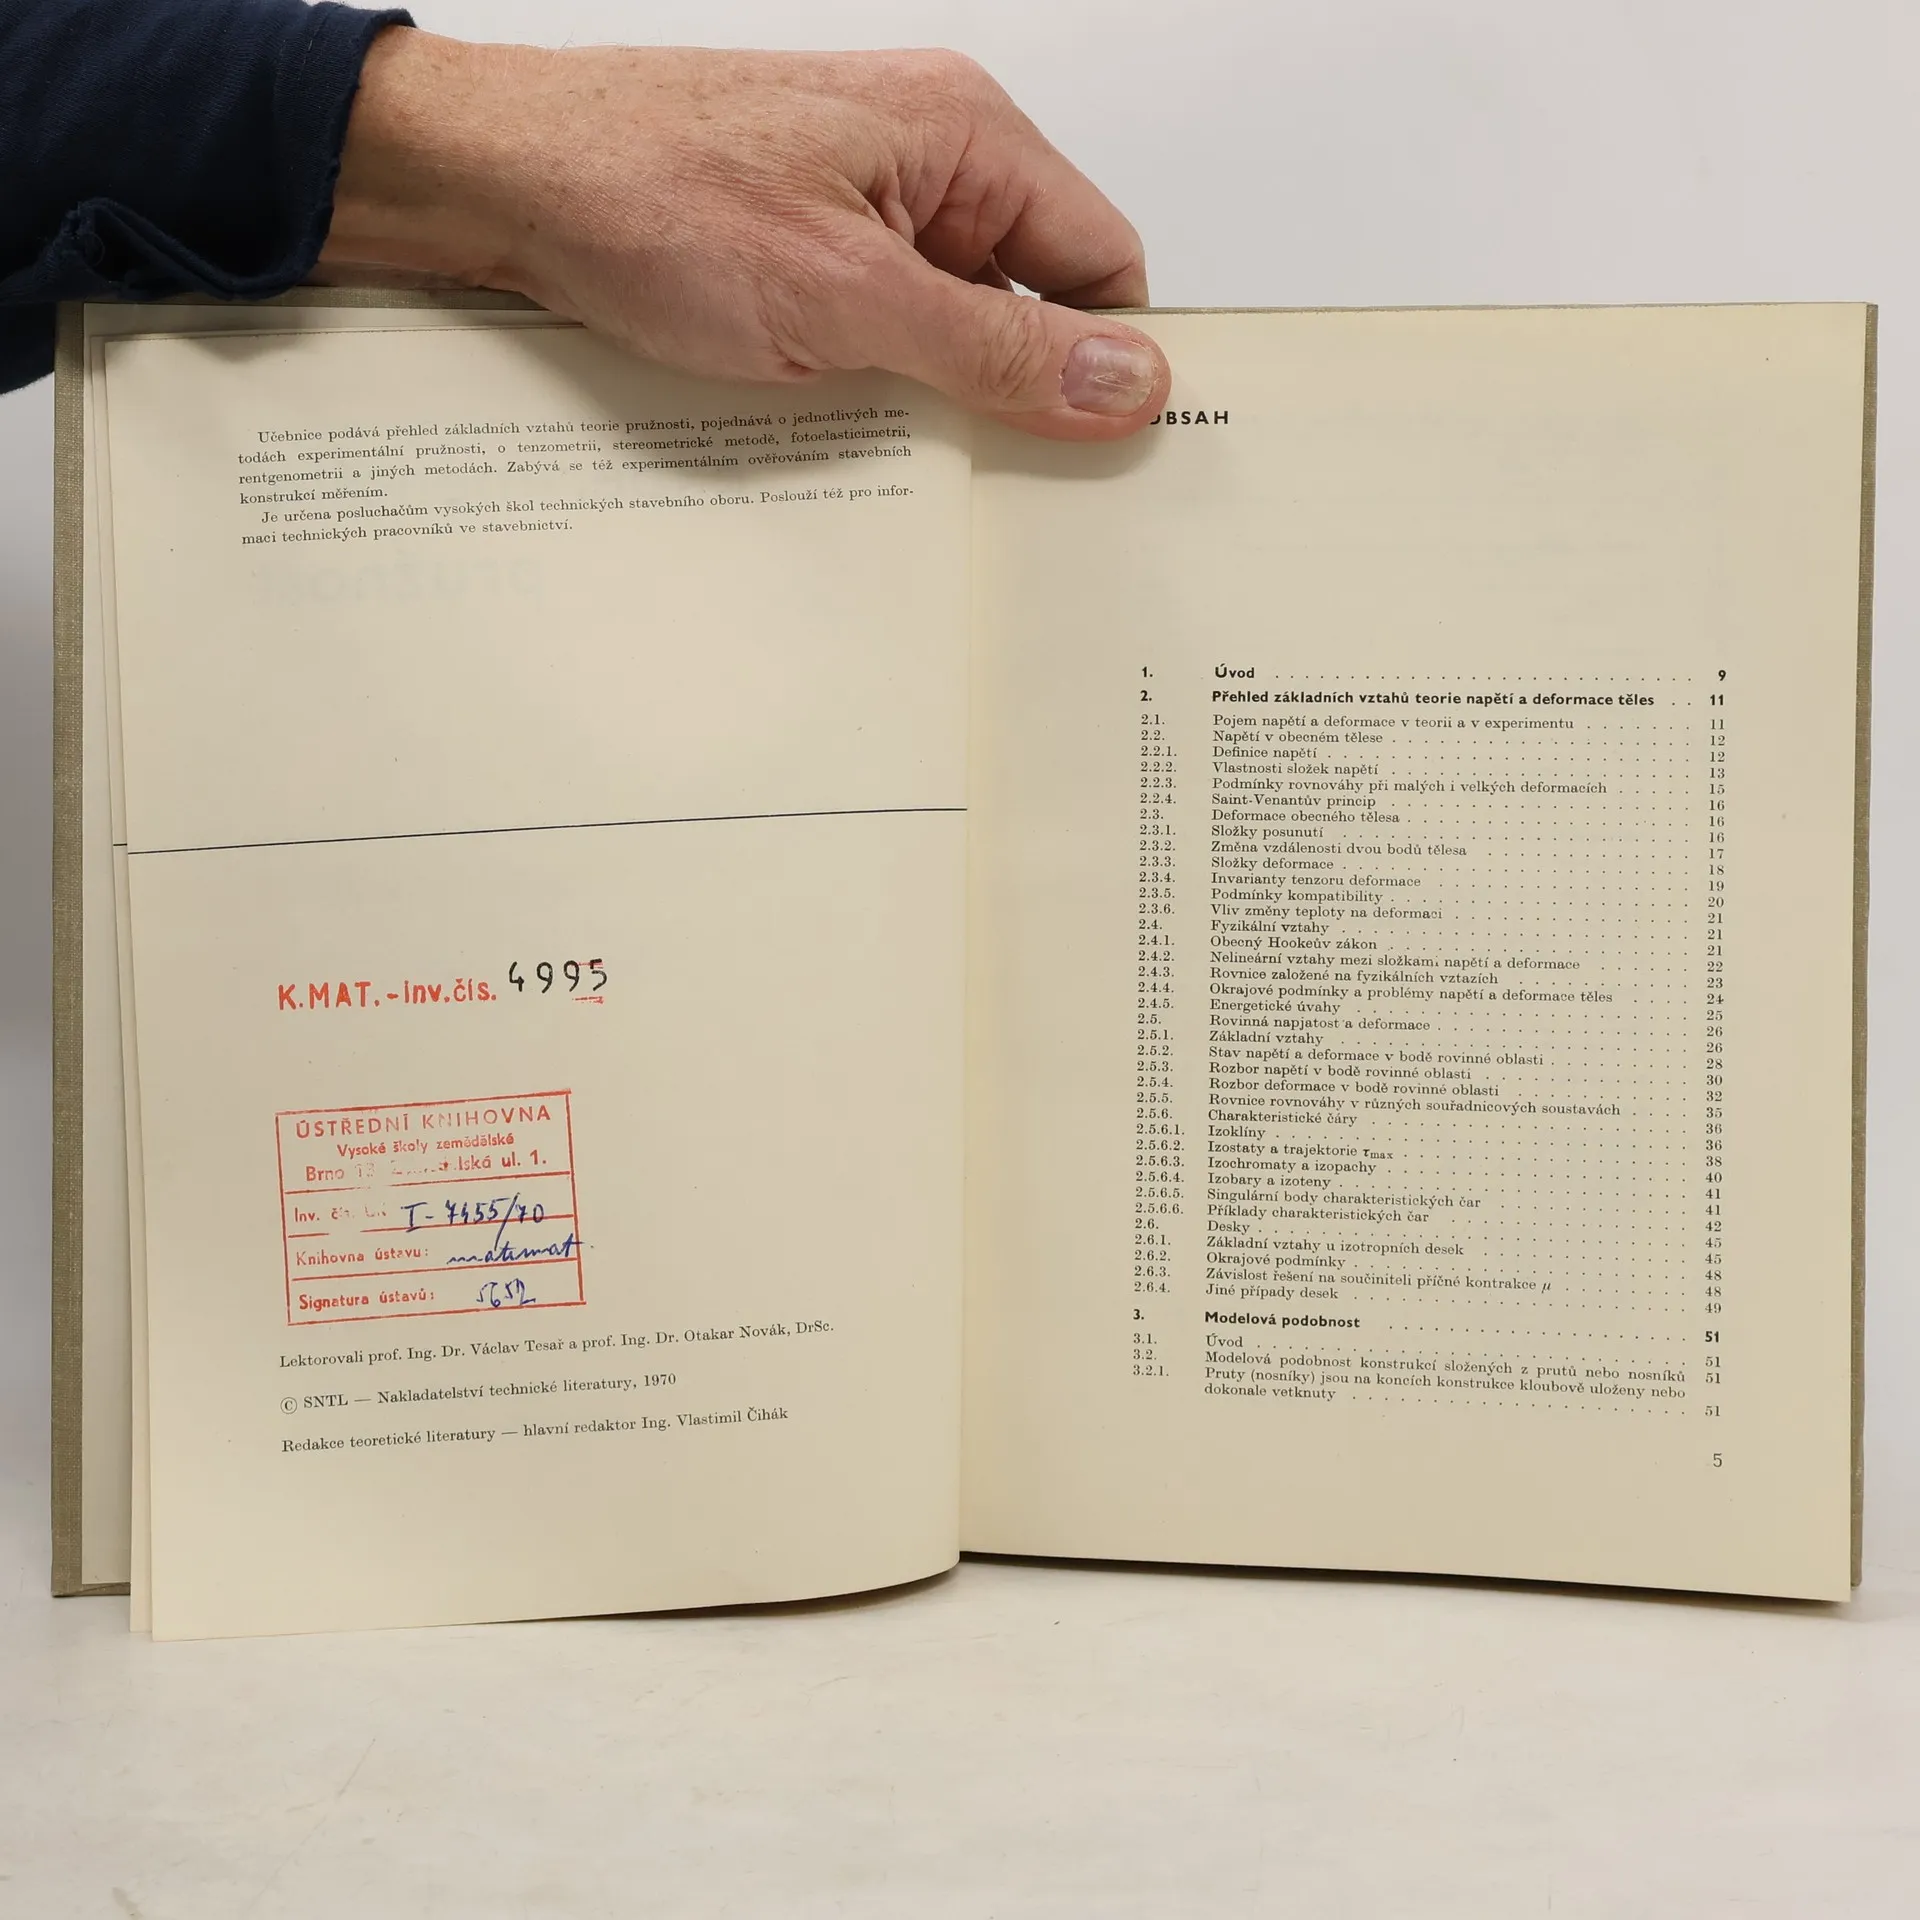 Učebnice podává přehled základních vztahů teorie pružnosti, pojednává o jednotlivých me-
todách experimentální pružnosti, o tenzometrii, stereometrické metodě, fotoelasticimetrii,
rentgenometrii a jiných metodách. Zabývá se též experimentálním ověřováním stavebních
konstrukcí měřením.
Je určena posluchačům vysokých škol technických stavebního oboru. Poslouží též pro infor-
maci technických pracovníků ve stavebnictví.
K.MAT.-inv.čís. 4995
ÚSTŘEDNÍ KNIHOVNA
Vysoké školy zemědělské
Brno ul. 1.
Inv. I-7455/70
Knihovna ústavu: matemat
Signatura ústavů: 5652
Lektorovali prof. Ing. Dr. Václav Tesař a prof. Ing. Dr. Otakar Novák, DrSc.
© SNTL — Nakladatelství technické literatury, 1970
Redakce teoretické literatury — hlavní redaktor Ing. Vlastimil Čihák
OBSAH
1. Úvod . . . . . . . . . . 9
2. Přehled základních vztahů teorie napětí a deformace těles . . 11
2.1. Pojem napětí a deformace v teorii a v experimentu . . . . . . . 11
2.2. Napětí v obecném tělese . . . . . . . . . . 12
2.2.1. Definice napětí . . . . . . . . . . 12
2.2.2. Vlastnosti složek napětí . . . . . . . . . . 13
2.2.3. Podmínky rovnováhy při malých i velkých deformacích . . . . . 15
2.2.4. Saint-Venantův princip . . . . . . . . . . 16
2.3. Deformace obecného tělesa . . . . . . . . . . 16
2.3.1. Složky posunutí . . . . . . . . . . 16
2.3.2. Změna vzdálenosti dvou bodů tělesa . . . . . . . . . . 17
2.3.3. Složky deformace . . . . . . . . . . 18
2.3.4. Invarianty tenzoru deformace . . . . . . . . . . 19
2.3.5. Podmínky kompatibility . . . . . . . . . . 20
2.3.6. Vliv změny teploty na deformaci . . . . . . . . . . 21
2.4. Fyzikální vztahy . . . . . . . . . . 21
2.4.1. Obecný Hookeův zákon . . . . . . . . . . 21
2.4.2. Nelineární vztahy mezi složkami napětí a deformace . . . . . . 22
2.4.3. Rovnice založené na fyzikálních vztazích . . . . . . . . . . 23
2.4.4. Okrajové podmínky a problémy napětí a deformace těles . . . . 24
2.4.5. Energetické úvahy . . . . . . . . . . 25
2.5. Rovinná napjatost a deformace . . . . . . . . . . 26
2.5.1. Základní vztahy . . . . . . . . . . 26
2.5.2. Stav napětí a deformace v bodě rovinné oblasti . . . . . . . . 28
2.5.3. Rozbor napětí v bodě rovinné oblasti . . . . . . . . . . 30
2.5.4. Rozbor deformace v bodě rovinné oblasti . . . . . . . . . . 32
2.5.5. Rovnice rovnováhy v různých souřadnicových soustavách . . . . 35
2.5.6. Charakteristické čáry . . . . . . . . . . 36
2.5.6.1. Izoklíny . . . . . . . . . . 36
2.5.6.2. Izostaty a trajektorie τmax . . . . . . . . . . 38
2.5.6.3. Izochromaty a izopachy . . . . . . . . . . 40
2.5.6.4. Izobary a izoteny . . . . . . . . . . 41
2.5.6.5. Singulární body charakteristických čar . . . . . . . . . . 41
2.5.6.6. Příklady charakteristických čar . . . . . . . . . . 42
2.6. Desky . . . . . . . . . . 45
2.6.1. Základní vztahy u izotropních desek . . . . . . . . . . 45
2.6.2. Okrajové podmínky . . . . . . . . . . 48
2.6.3. Závislost řešení na součiniteli příčné kontrakce μ . . . . . . . 48
2.6.4. Jiné případy desek . . . . . . . . . . 49
3. Modelová podobnost . . . . . . . . . . 51
3.1. Úvod . . . . . . . . . . 51
3.2. Modelová podobnost konstrukcí složených z prutů nebo nosníků 51
3.2.1. Pruty (nosníky) jsou na koncích konstrukce kloubově uloženy nebo
dokonale vetknuty . . . . . . . . . . 51
5